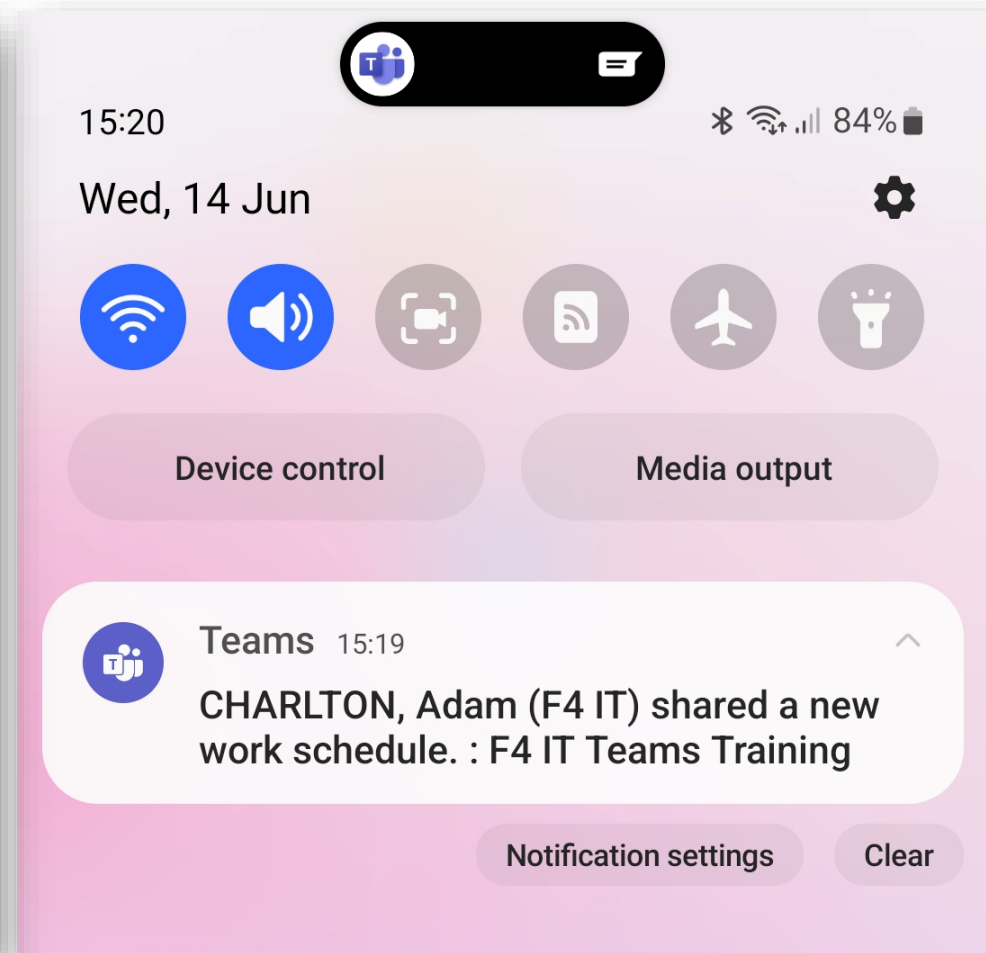 15:20
84%
Wed, 14 Jun
Device control
Media output
Teams 15:19
CHARLTON, Adam (F4 IT) shared a new
work schedule. : F4 IT Teams Training
Notification settings
Clear